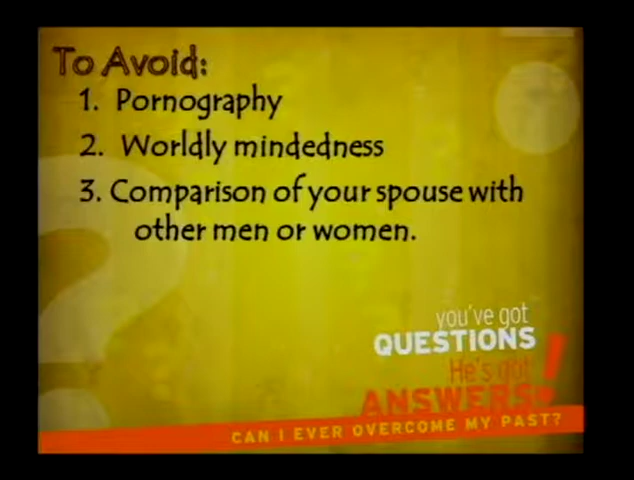 To Avoid:
1. Pornography
2. Worldly mindedness
3. Comparison of your spouse with
other men or women.
you've got
QUESTIONS
He's got
ANSWERS!
CAN I EVER OVERCOME MY PAST?